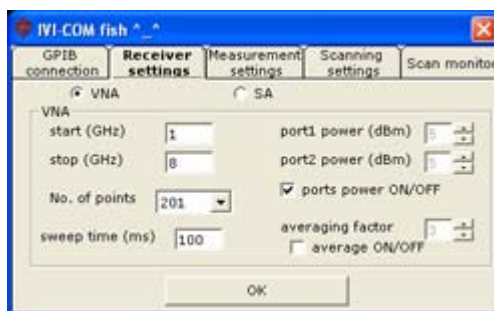 IVI-COM fish ^_^
GPIB connection
Receiver settings
Measurement settings
Scanning settings
Scan monitor
VNA
SA
VNA
start (GHz) 1
port1 power (dBm) 5
stop (GHz) 8
port2 power (dBm) 5
No. of points 201
ports power ON/OFF
sweep time (ms) 100
averaging factor 3
average ON/OFF
OK